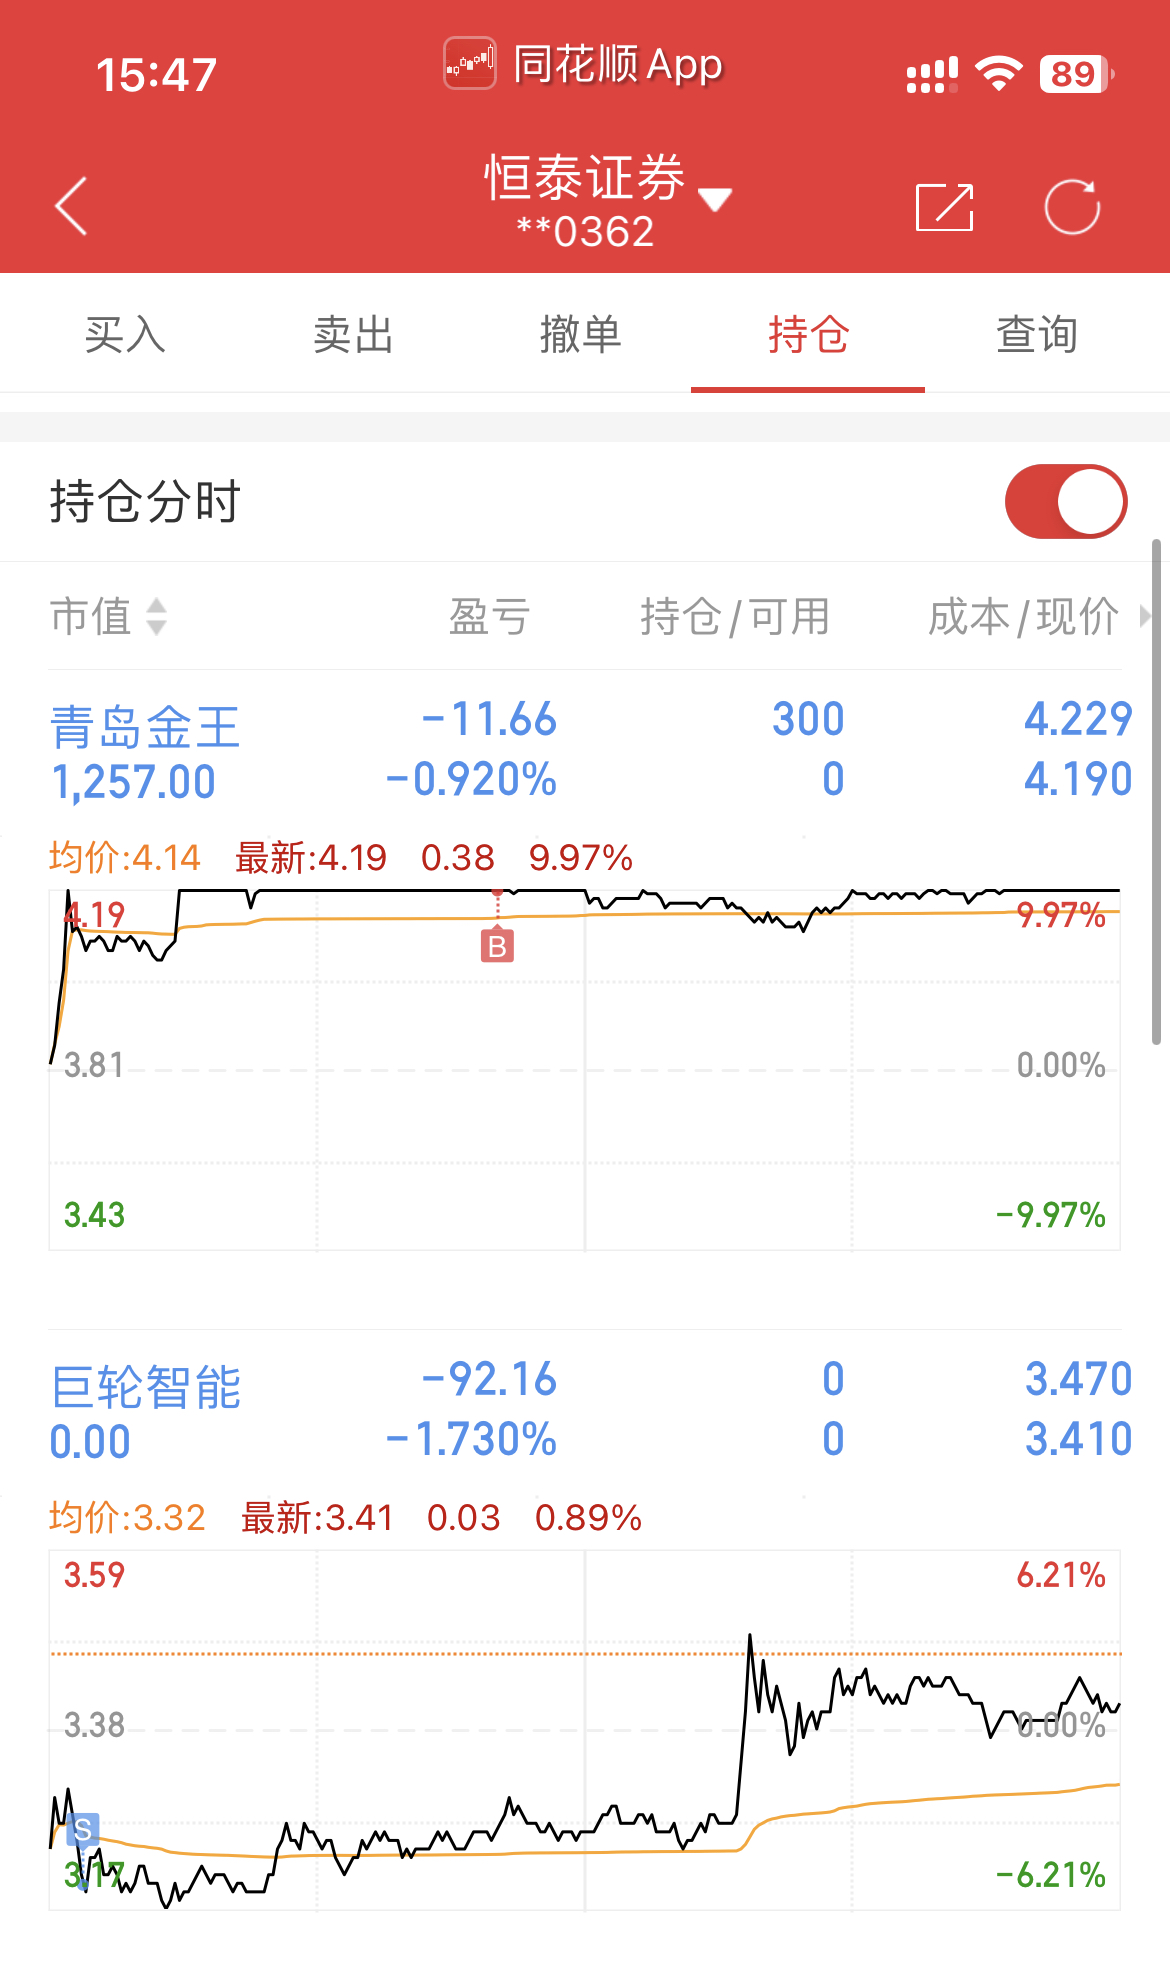 15:47 同花顺 App 89
恒泰证券
**0362
买入 卖出 撤单 持仓 查询
持仓分时
市值 盈亏 持仓/可用 成本/现价
青岛金王 -11.66 300 4.229
1,257.00 -0.920% 0 4.190
均价:4.14 最新:4.19 0.38 9.97%
4.19 9.97%
B
3.81 0.00%
3.43 -9.97%
巨轮智能 -92.16 0 3.470
0.00 -1.730% 0 3.410
均价:3.32 最新:3.41 0.03 0.89%
3.59 6.21%
3.38 0.00%
S
3.17 -6.21%